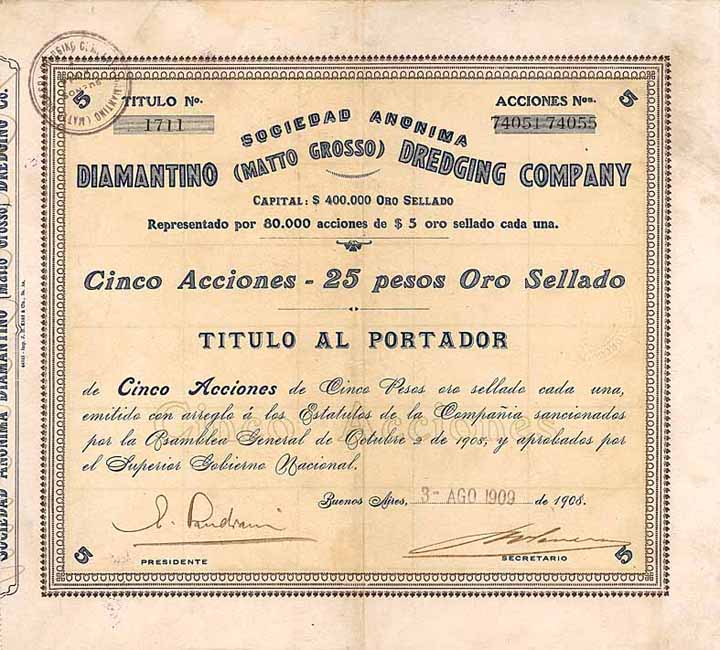 SOCIEDAD ANONIMA DIAMANTINO (Matto Grosso) DREDGING Co.
TITULO No.
1711
ACCIONES Nos.
74051 74055
5
5
SOCIEDAD ANONIMA
DIAMANTINO (MATTO GROSSO) DREDGING COMPANY
CAPITAL: $ 400.000 ORO SELLADO
Representado por 80.000 acciones de $ 5 oro sellado cada una.
Cinco Acciones - 25 pesos Oro Sellado
TITULO AL PORTADOR
de Cinco Acciones de Cinco Pesos oro sellado cada una,
emitido con arreglo á los Estatutos de la Compañia sancionados
por la Asamblea General de Octubre 2 de 1908, y aprobados por
el Superior Gobierno Nacional.
Cinco Acciones
Buenos Aires, 3- AGO 1909 de 1908.
5
5
PRESIDENTE
SECRETARIO